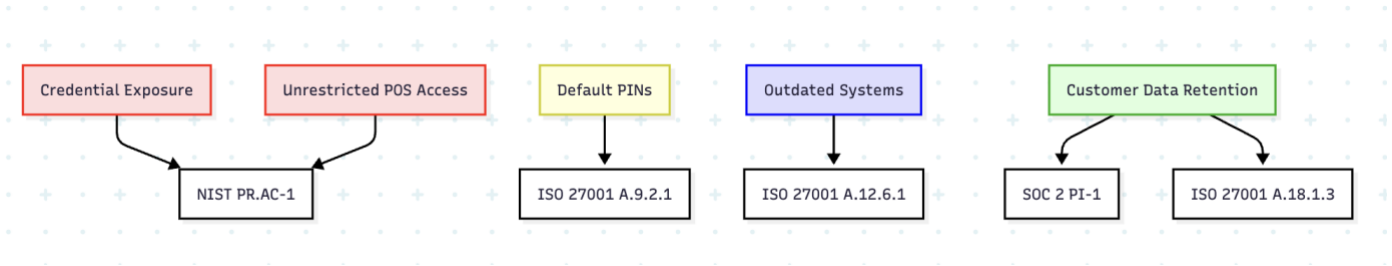 Credential Exposure
Unrestricted POS Access
Default PINs
Outdated Systems
Customer Data Retention
NIST PR.AC-1
ISO 27001 A.9.2.1
ISO 27001 A.12.6.1
SOC 2 PI-1
ISO 27001 A.18.1.3